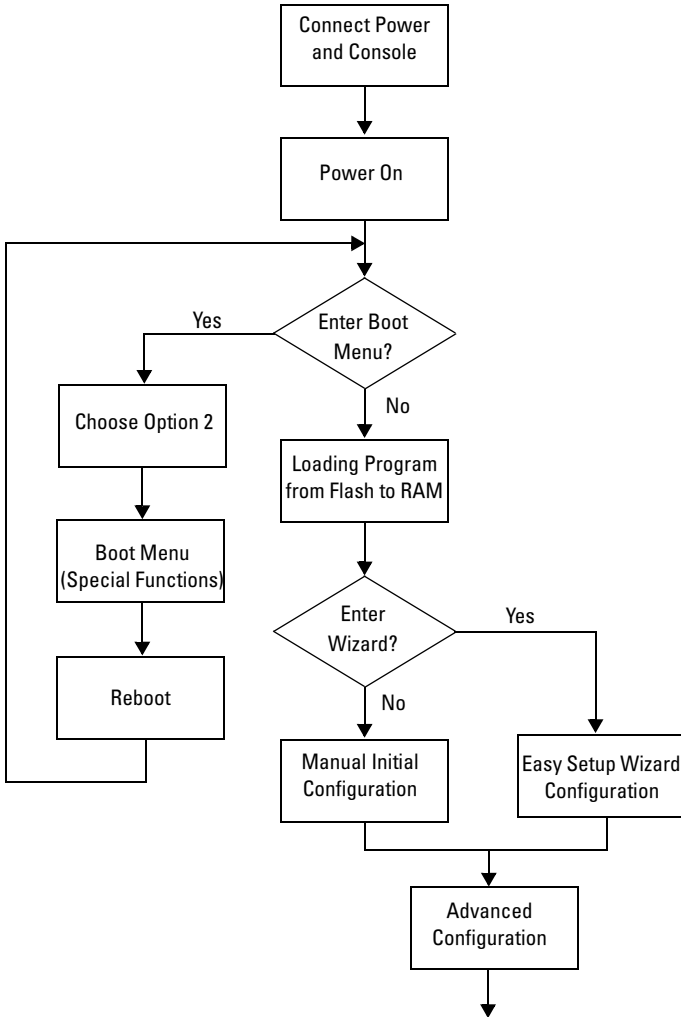 Connect Power
and Console
Power On
Enter Boot
Menu?
Yes
No
Choose Option 2
Loading Program
from Flash to RAM
Boot Menu
(Special Functions)
Enter
Wizard?
Yes
No
Reboot
Manual Initial
Configuration
Easy Setup Wizard
Configuration
Advanced
Configuration